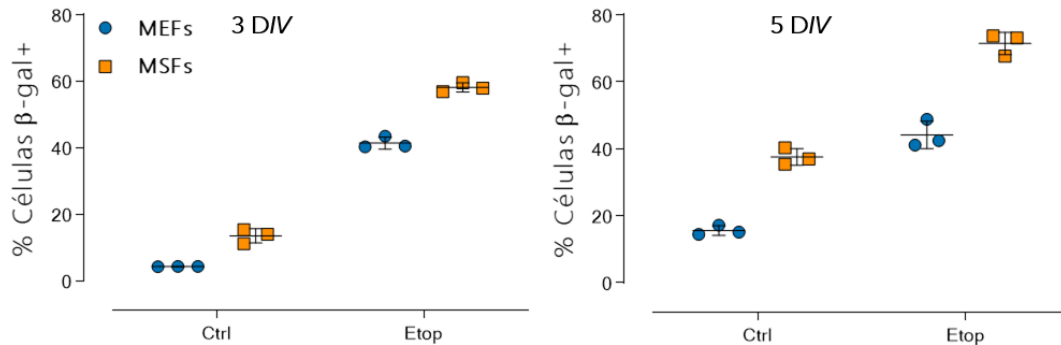 % Células β-gal+
80
60
40
20
0
MEFs
MSFs
3 DIV
Ctrl
Etop
% Células β-gal+
80
60
40
20
0
5 DIV
Ctrl
Etop